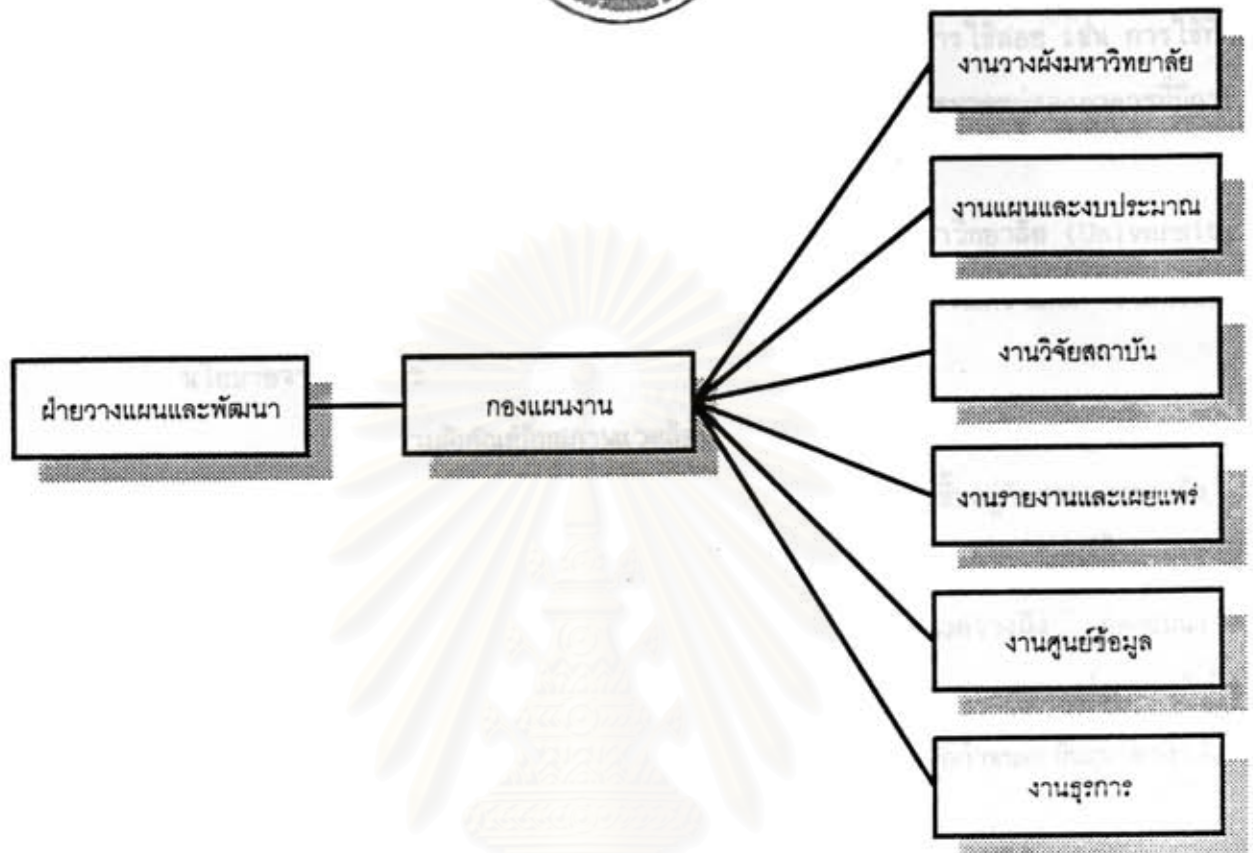 งานวางผังมหาวิทยาลัย
งานแผนและงบประมาณ
งานวิจัยสถาบัน
ฝ่ายวางแผนและพัฒนา
กองแผนงาน
งานรายงานและเผยแพร่
งานศูนย์ข้อมูล
งานธุรการ